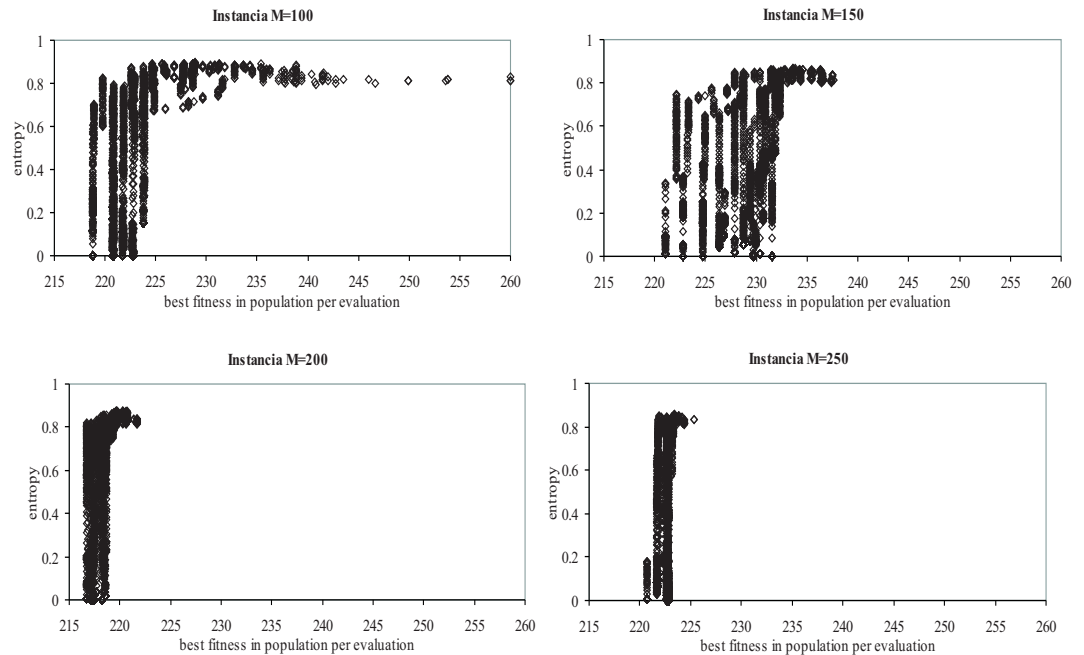 Instancia M=100
1
0.8
0.6
0.4
0.2
0
entropy
215 220 225 230 235 240 245 250 255 260
best fitness in population per evaluation
Instancia M=150
1
0.8
0.6
0.4
0.2
0
entropy
215 220 225 230 235 240 245 250 255 260
best fitness in population per evaluation
Instancia M=200
1
0.8
0.6
0.4
0.2
0
entropy
215 220 225 230 235 240 245 250 255 260
best fitness in population per evaluation
Instancia M=250
1
0.8
0.6
0.4
0.2
0
entropy
215 220 225 230 235 240 245 250 255 260
best fitness in population per evaluation